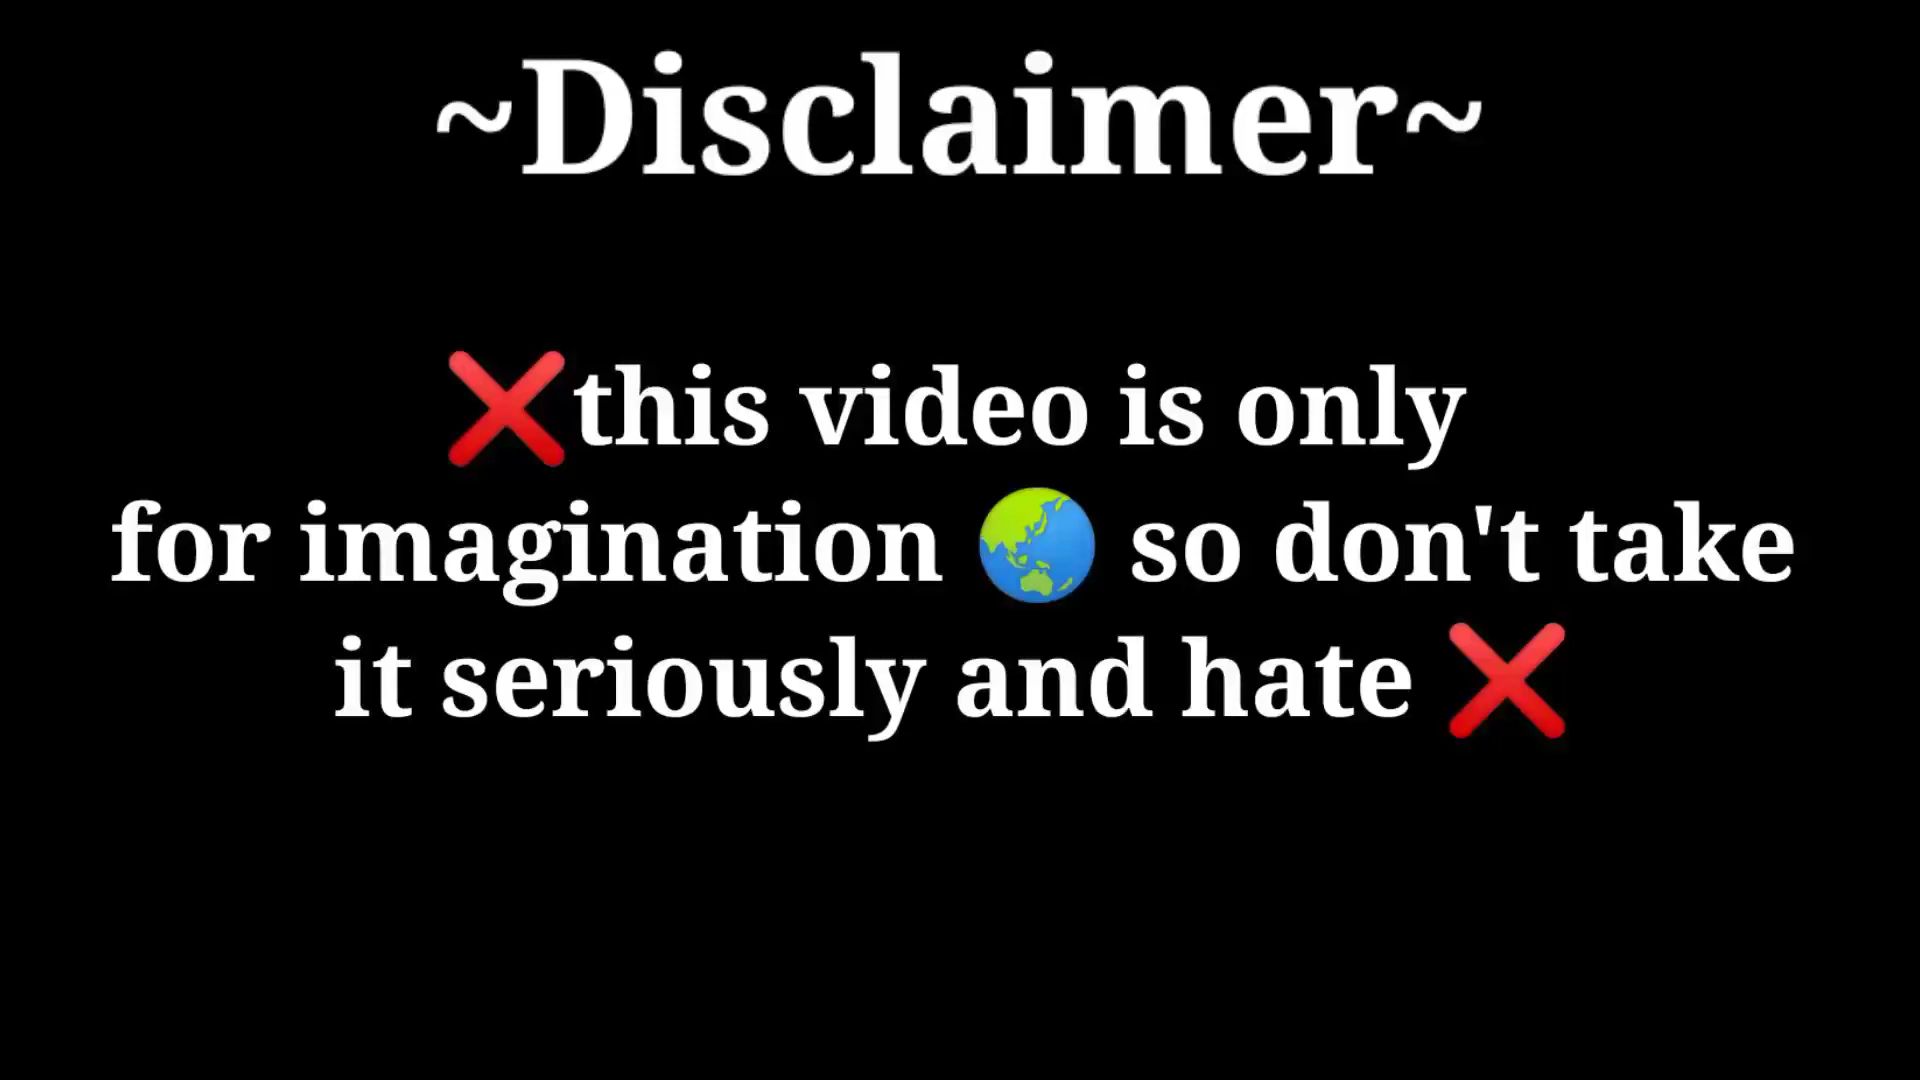 ~Disclaimer~
❌this video is only
for imagination 🌏 so don't take
it seriously and hate ❌